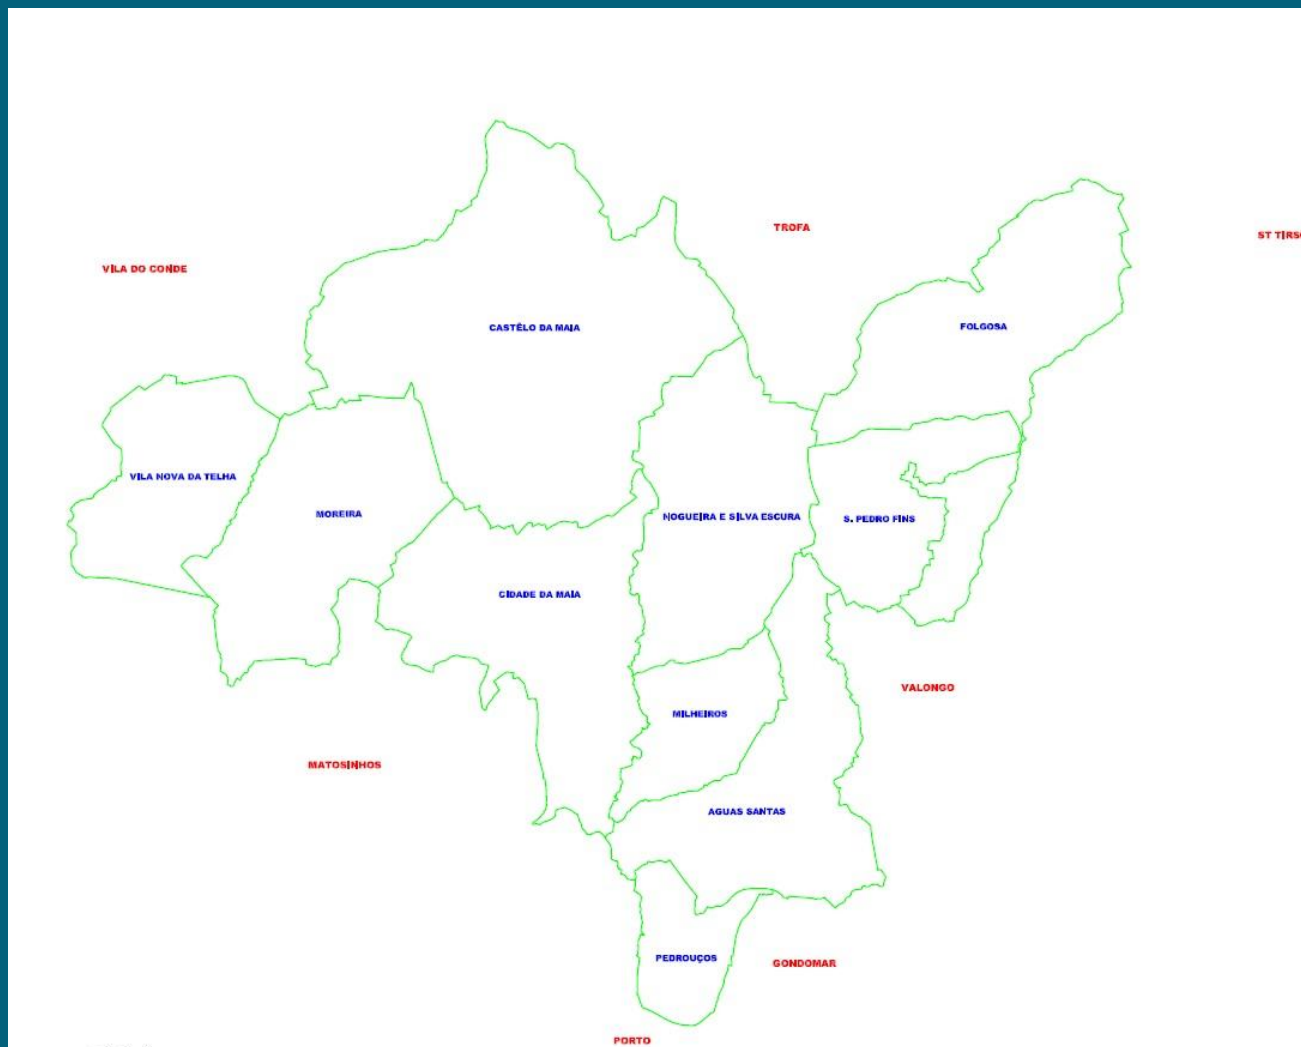 TROFA
ST TIRS
VILA DO CONDE
FOLGOSA
CASTÊLO DA MAIA
VILA NOVA DA TELHA
MOREIRA
NOGUEIRA E SILVA ESCURA
S. PEDRO FINS
CIDADE DA MAIA
VALONGO
MILHEIROS
MATOSINHOS
AGUAS SANTAS
PEDROUÇOS
GONDOMAR
PORTO